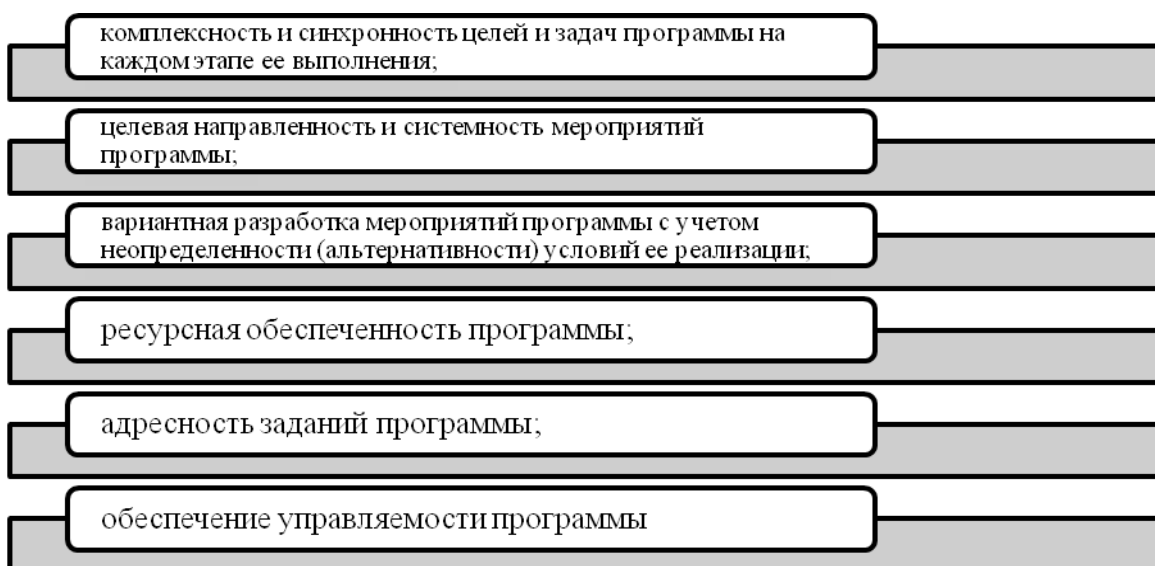 комплексность и синхронность целей и задач программы на
каждом этапе ее выполнения;
целевая направленность и системность мероприятий
программы;
вариантная разработка мероприятий программы с учетом
неопределенности (альтернативности) условий ее реализации;
ресурсная обеспеченность программы;
адресность заданий программы;
обеспечение управляемости программы